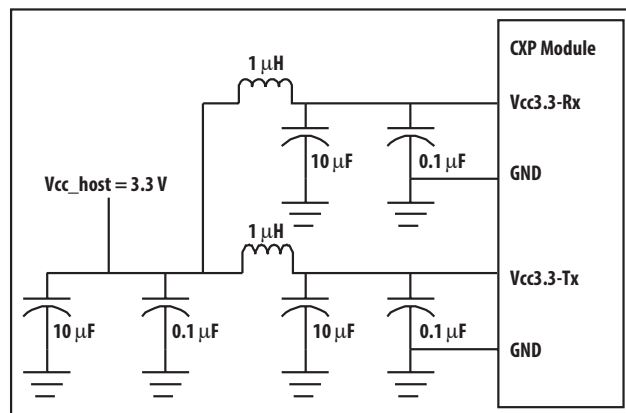 CXP Module
1 µH
Vcc3.3-Rx
10 µF
0.1 µF
GND
Vcc_host = 3.3 V
1 µH
Vcc3.3-Tx
10 µF
0.1 µF
10 µF
0.1 µF
GND